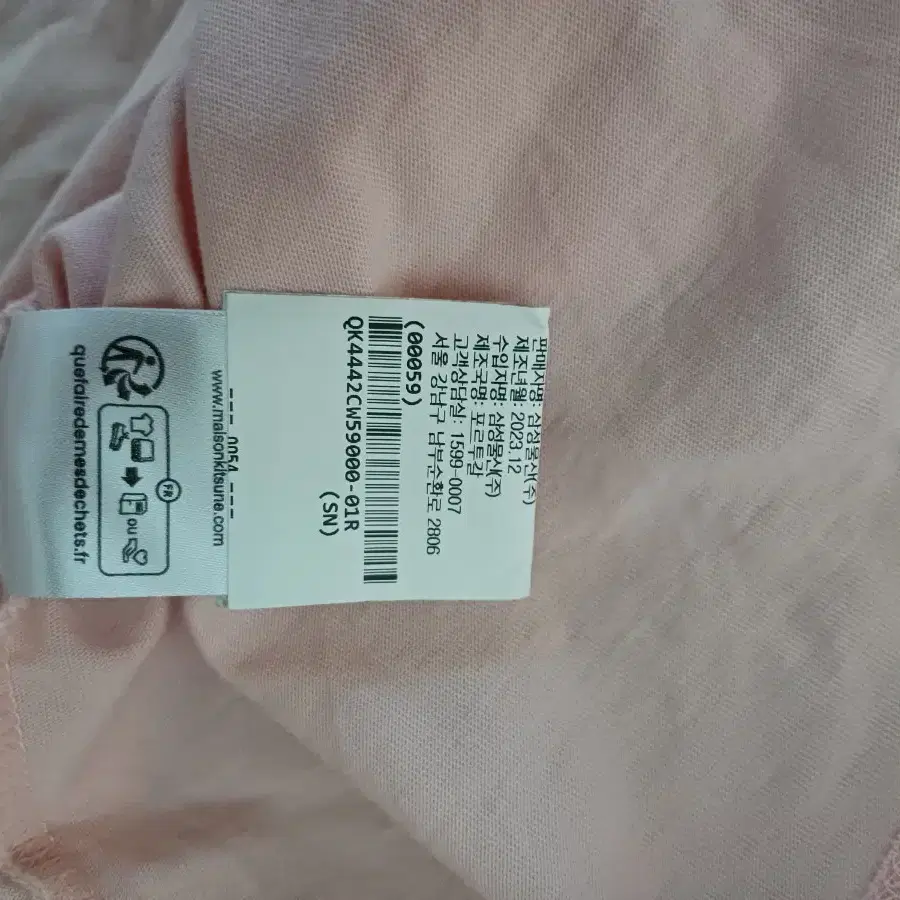 판매자명: 삼성물산(주)
제조년월: 2023.12
수입자명: 삼성물산(주)
제조국명: 포르투갈
고객상담실: 1599-0007
서울 강남구 남부순환로 2806
(00059)
QK4442CW59000-01R
(SN)
--- 0054 ---
www.maisonkitsune.com
FR
ou
quefairedemesdechets.fr